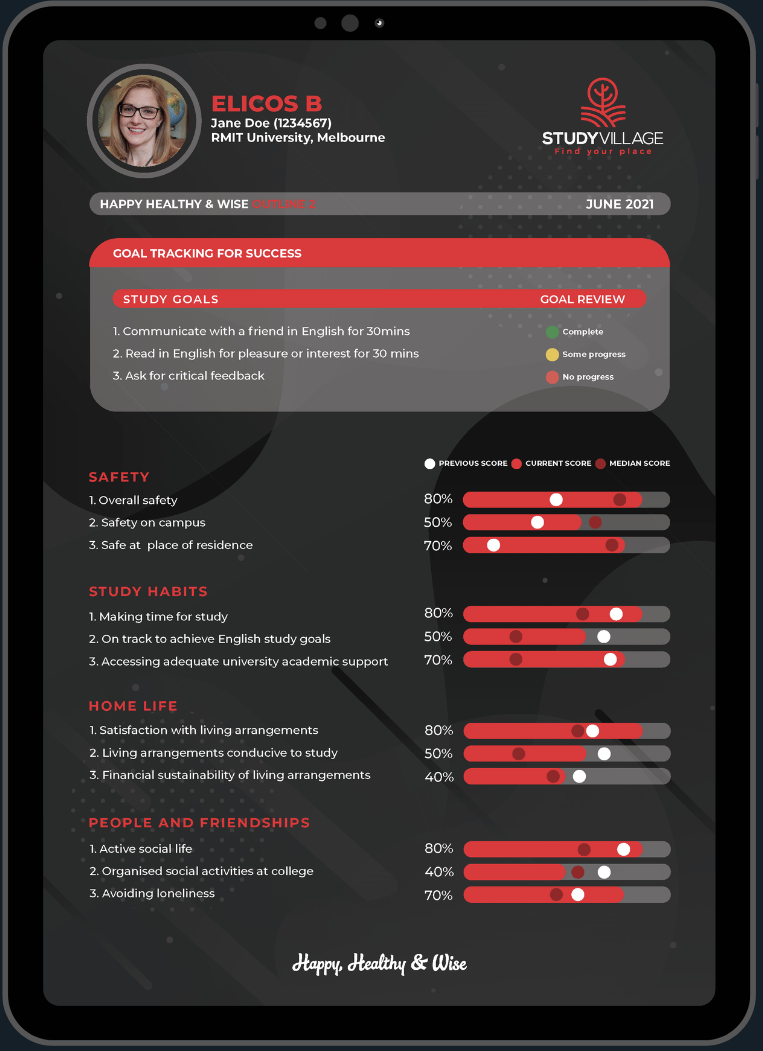 ELICOS B
Jane Doe (1234567)
RMIT University, Melbourne
STUDYVILLAGE
Find your place
HAPPY HEALTHY & WISE OUTLINE 2 JUNE 2021
GOAL TRACKING FOR SUCCESS
STUDY GOALS GOAL REVIEW
1. Communicate with a friend in English for 30mins Complete
2. Read in English for pleasure or interest for 30 mins Some progress
3. Ask for critical feedback No progress
PREVIOUS SCORE CURRENT SCORE MEDIAN SCORE
SAFETY
1. Overall safety 80%
2. Safety on campus 50%
3. Safe at place of residence 70%
STUDY HABITS
1. Making time for study 80%
2. On track to achieve English study goals 50%
3. Accessing adequate university academic support 70%
HOME LIFE
1. Satisfaction with living arrangements 80%
2. Living arrangements conducive to study 50%
3. Financial sustainability of living arrangements 40%
PEOPLE AND FRIENDSHIPS
1. Active social life 80%
2. Organised social activities at college 40%
3. Avoiding loneliness 70%
Happy, Healthy & Wise